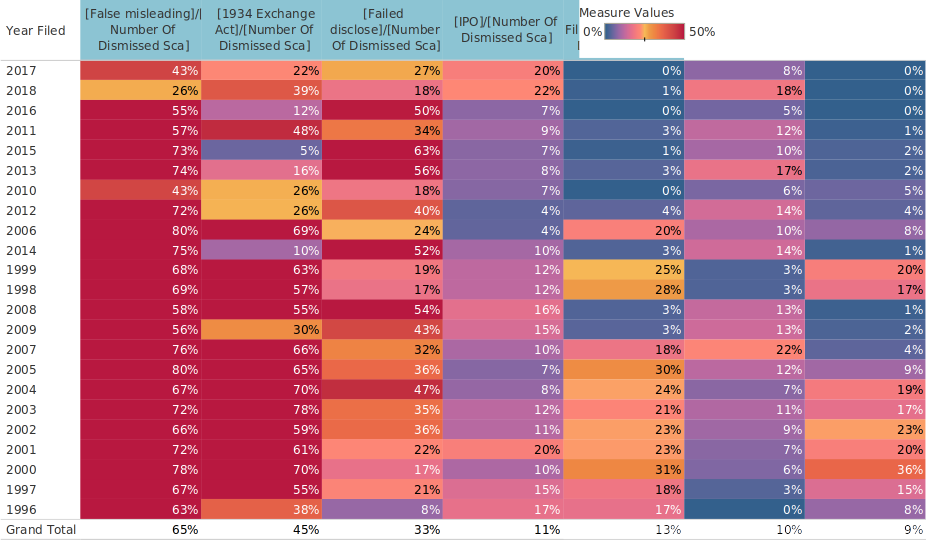 Year Filed
[False misleading]/[
Number Of
Dismissed Sca]
[1934 Exchange
Act]/[Number Of
Dismissed Sca]
[Failed
disclose]/[Number
Of Dismissed Sca]
[IPO]/[Number Of
Dismissed Sca]
Measure Values
0% 50%
2017 43% 22% 27% 20% 0% 8% 0%
2018 26% 39% 18% 22% 1% 18% 0%
2016 55% 12% 50% 7% 0% 5% 0%
2011 57% 48% 34% 9% 3% 12% 1%
2015 73% 5% 63% 7% 1% 10% 2%
2013 74% 16% 56% 8% 3% 17% 2%
2010 43% 26% 18% 7% 0% 6% 5%
2012 72% 26% 40% 4% 4% 14% 4%
2006 80% 69% 24% 4% 20% 10% 8%
2014 75% 10% 52% 10% 3% 14% 1%
1999 68% 63% 19% 12% 25% 3% 20%
1998 69% 57% 17% 12% 28% 3% 17%
2008 58% 55% 54% 16% 3% 13% 1%
2009 56% 30% 43% 15% 3% 13% 2%
2007 76% 66% 32% 10% 18% 22% 4%
2005 80% 65% 36% 7% 30% 12% 9%
2004 67% 70% 47% 8% 24% 7% 19%
2003 72% 78% 35% 12% 21% 11% 17%
2002 66% 59% 36% 11% 23% 9% 23%
2001 72% 61% 22% 20% 23% 7% 20%
2000 78% 70% 17% 10% 31% 6% 36%
1997 67% 55% 21% 15% 18% 3% 15%
1996 63% 38% 8% 17% 17% 0% 8%
Grand Total 65% 45% 33% 11% 13% 10% 9%